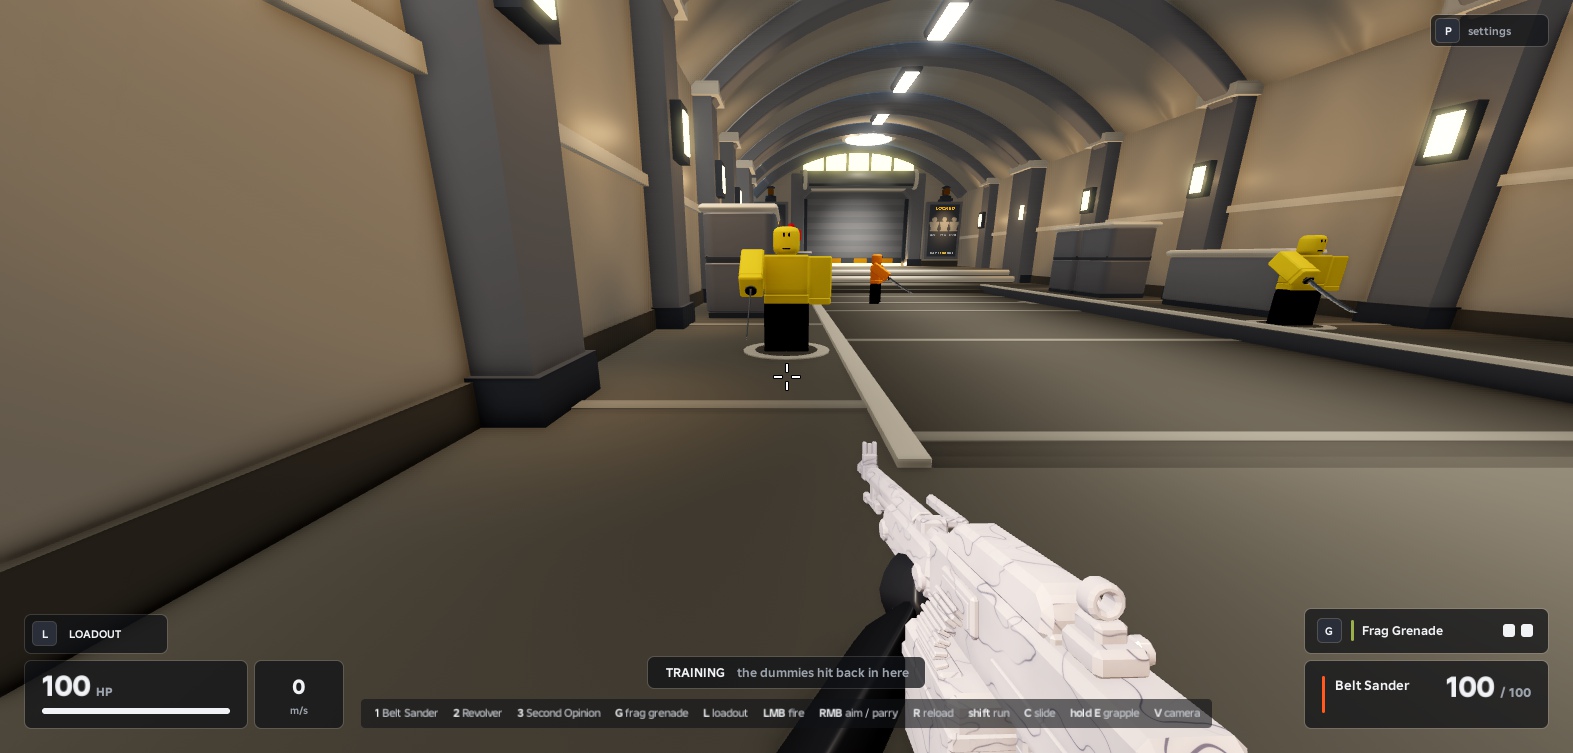 P settings
LOCKED
L LOADOUT
100 HP
0
m/s
TRAINING the dummies hit back in here
1 Belt Sander 2 Revolver 3 Second Opinion G frag grenade L loadout LMB fire RMB aim / parry R reload shift run C slide hold E grapple V camera
G Frag Grenade
Belt Sander 100 / 100